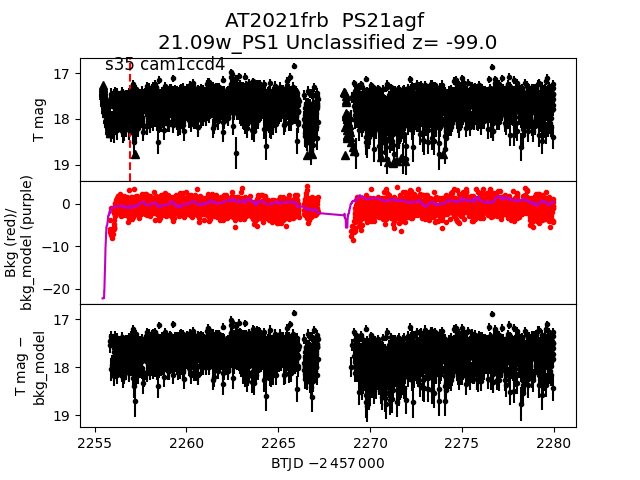 AT2021frb PS21agf
21.09w_PS1 Unclassified z= -99.0
s35 cam1ccd4
17
18
19
T mag
0
−10
−20
Bkg (red)/
bkg_model (purple)
17
18
19
T mag −
bkg_model
2255
2260
2265
2270
2275
2280
BTJD −2 457 000